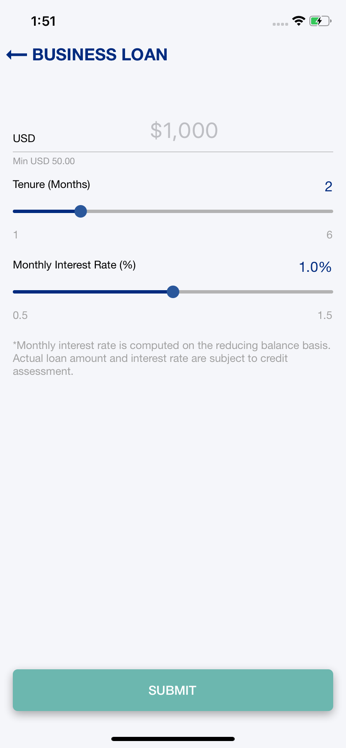 1:51
BUSINESS LOAN
$1,000
USD
Min USD 50.00
Tenure (Months) 2
1 6
Monthly Interest Rate (%) 1.0%
0.5 1.5
*Monthly interest rate is computed on the reducing balance basis.
Actual loan amount and interest rate are subject to credit
assessment.
SUBMIT